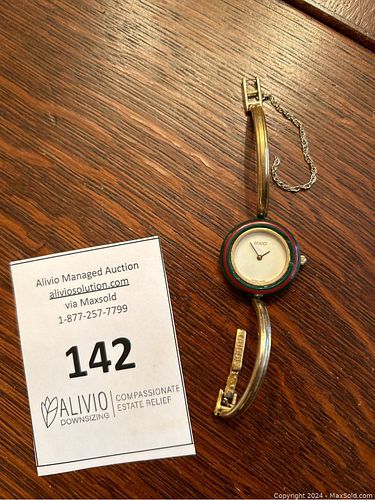 Alivio Managed Auction
aliviosolution.com
via Maxsold
1-877-257-7799
142
ALIVIO
DOWNSIZING
COMPASSIONATE
ESTATE RELIEF
GUCCI
Copyright © 2024 - MaxSold.com